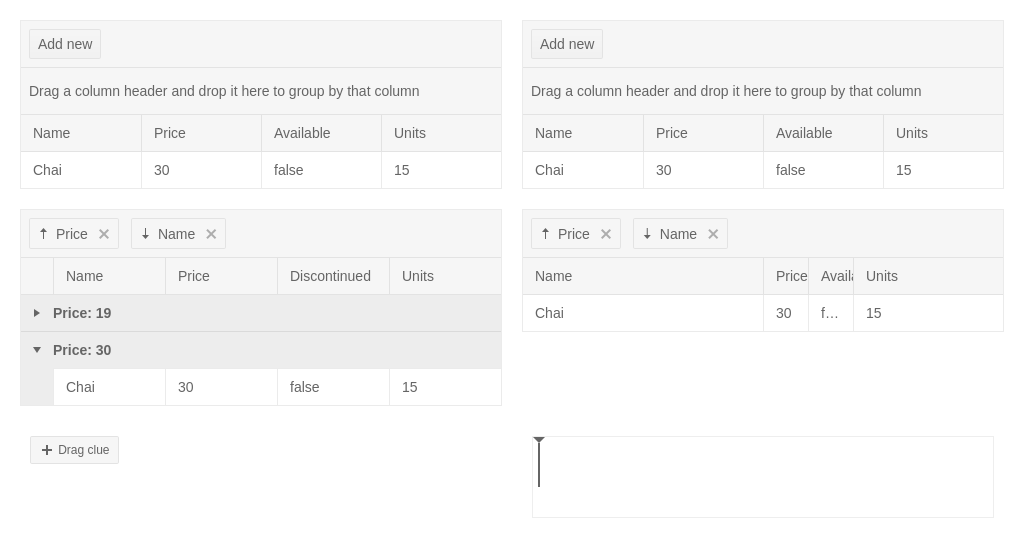 Add new
Drag a column header and drop it here to group by that column
Name Price Available Units
Chai 30 false 15
Add new
Drag a column header and drop it here to group by that column
Name Price Available Units
Chai 30 false 15
Price Name
Name Price Discontinued Units
Price: 19
Price: 30
Chai 30 false 15
Price Name
Name Price Availa Units
Chai 30 f... 15
Drag clue